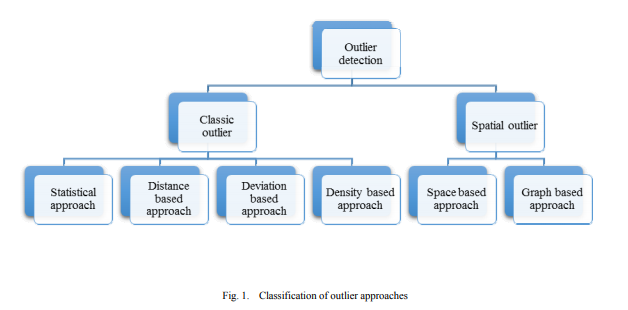 Outlier
detection
Classic
outlier
Spatial outlier
Statistical
approach
Distance
based
approach
Deviation
based
approach
Density based
approach
Space based
approach
Graph based
approach
Fig. 1. Classification of outlier approaches